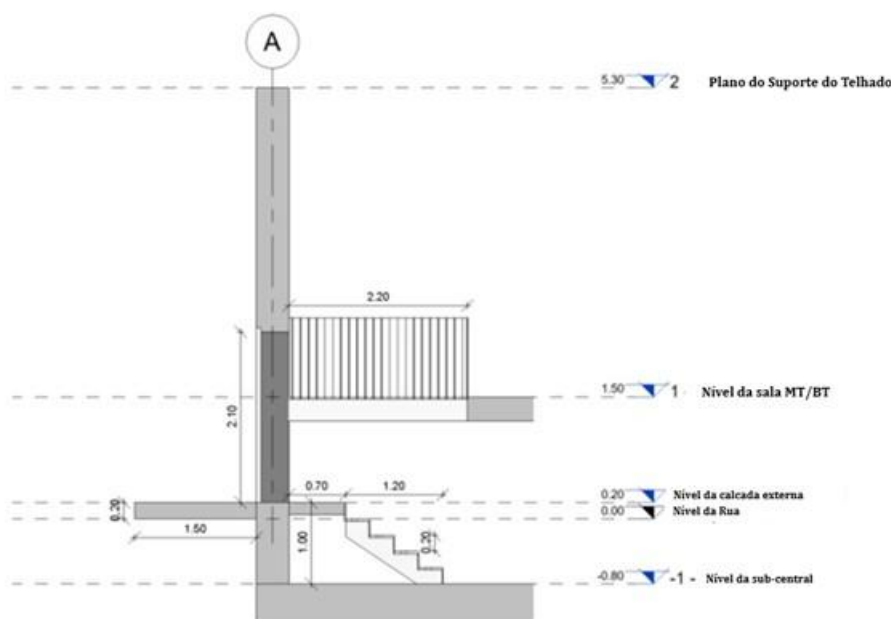 A
5.30 2 Plano do Suporte do Telhado
2.20
1.50 1 Nível da sala MT/BT
2.10
0.70 1.20
0.20 Nível da calcada externa
0.00 Nível da Rua
0.20
1.50
1.00
0.20
-0.80 -1 - Nível da sub-central